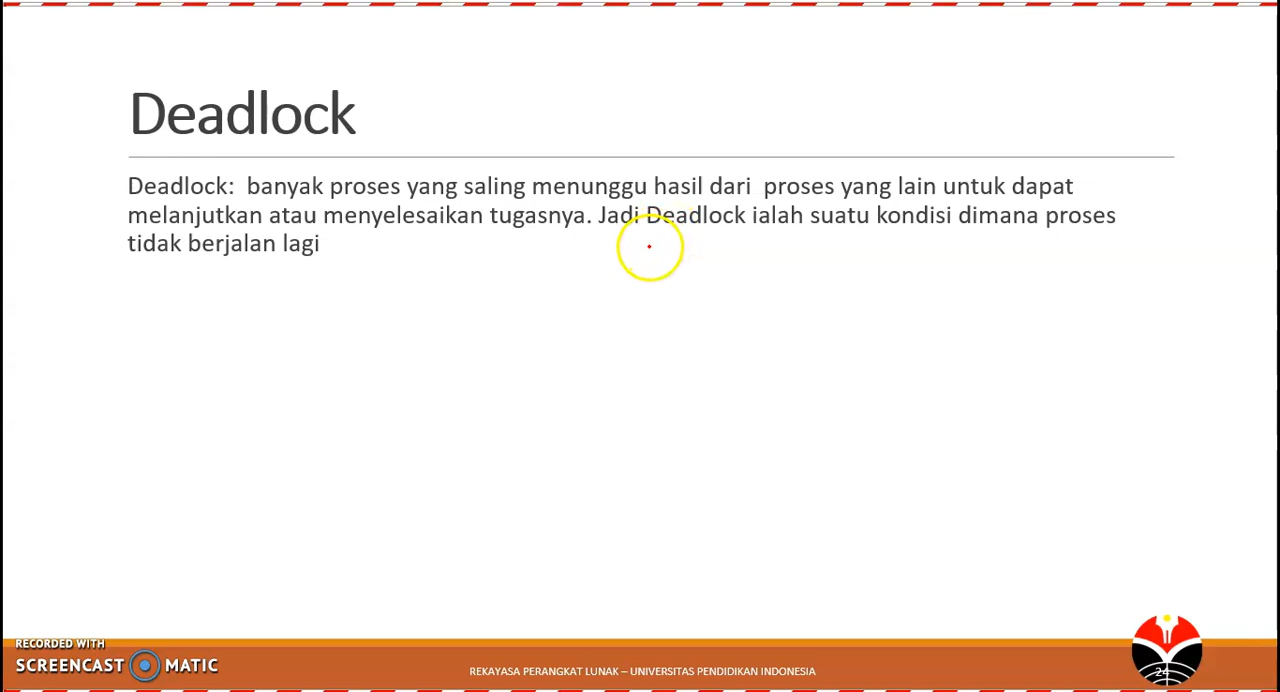 Deadlock
Deadlock:  banyak proses yang saling menunggu hasil dari  proses yang lain untuk dapat
melanjutkan atau menyelesaikan tugasnya. Jadi Deadlock ialah suatu kondisi dimana proses
tidak berjalan lagi
RECORDED WITH
SCREENCAST MATIC
REKAYASA PERANGKAT LUNAK – UNIVERSITAS PENDIDIKAN INDONESIA
24